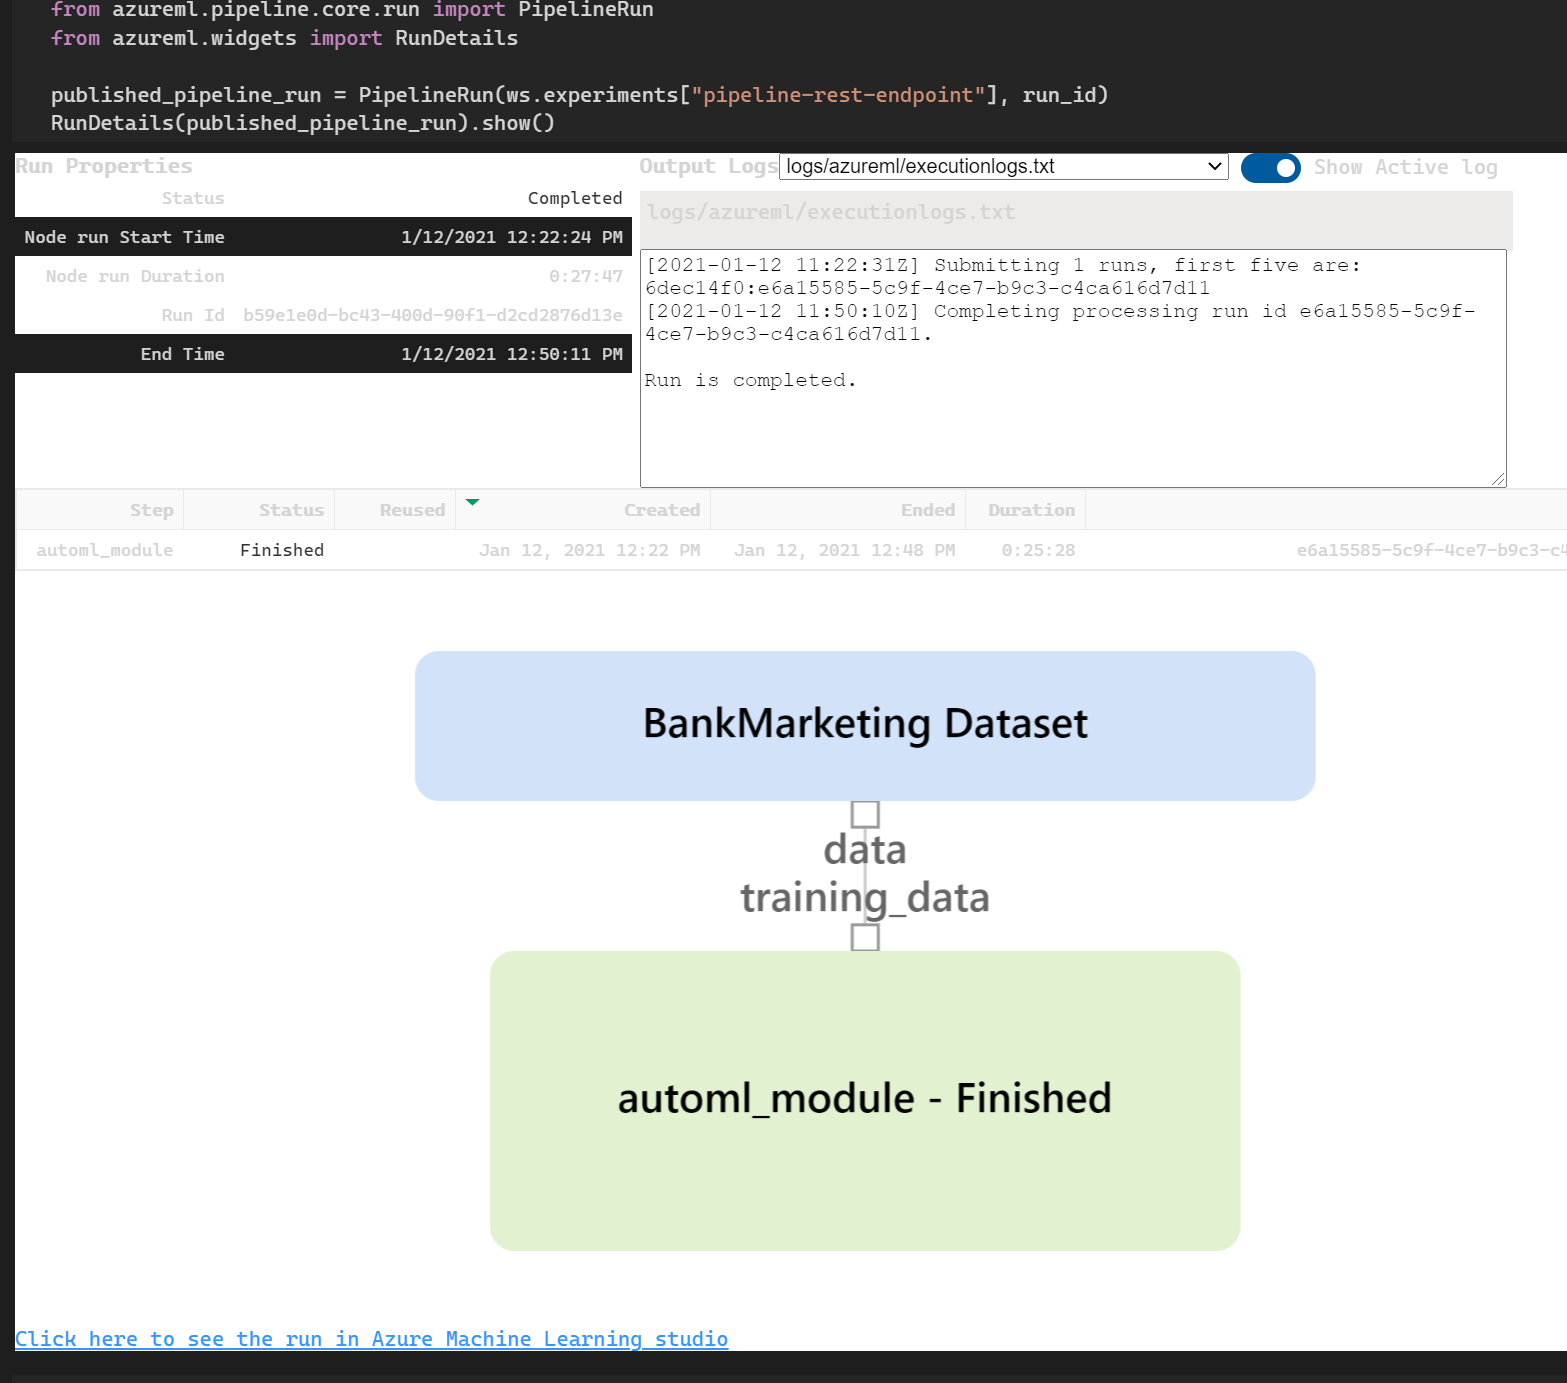 from azureml.pipeline.core.run import PipelineRun
from azureml.widgets import RunDetails
published_pipeline_run = PipelineRun(ws.experiments["pipeline-rest-endpoint"], run_id)
RunDetails(published_pipeline_run).show()
Run Properties
Status Completed
Node run Start Time 1/12/2021 12:22:24 PM
Node run Duration 0:27:47
Run Id b59e1e0d-bc43-400d-90f1-d2cd2876d13e
End Time 1/12/2021 12:50:11 PM
Output Logs logs/azureml/executionlogs.txt Show Active log
logs/azureml/executionlogs.txt
[2021-01-12 11:22:31Z] Submitting 1 runs, first five are:
6dec14f0:e6a15585-5c9f-4ce7-b9c3-c4ca616d7d11
[2021-01-12 11:50:10Z] Completing processing run id e6a15585-5c9f-
4ce7-b9c3-c4ca616d7d11.
Run is completed.
Step Status Reused Created Ended Duration
automl_module Finished Jan 12, 2021 12:22 PM Jan 12, 2021 12:48 PM 0:25:28 e6a15585-5c9f-4ce7-b9c3-c4
BankMarketing Dataset
data
training_data
automl_module - Finished
Click here to see the run in Azure Machine Learning studio